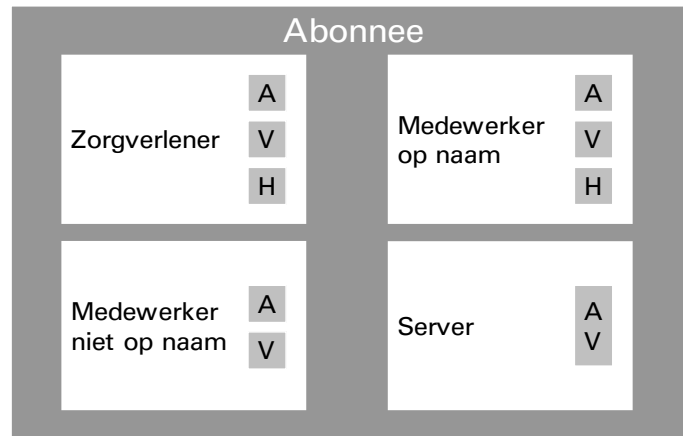 Abonnee
Zorgverlener
A
V
H
Medewerker
op naam
A
V
H
Medewerker
niet op naam
A
V
Server
A
V